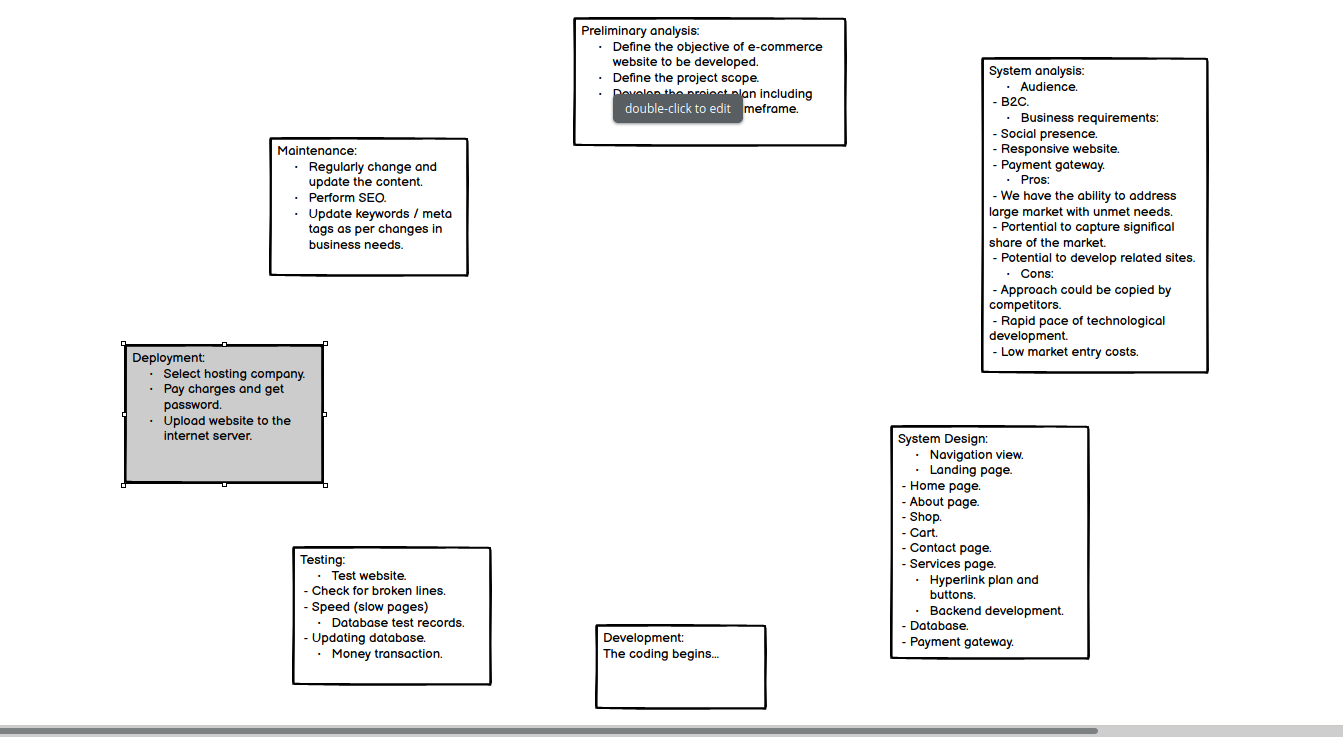 Preliminary analysis:
· Define the objective of e-commerce
website to be developed.
· Define the project scope.
· Develop the project plan including
double-click to edit
meframe.
System analysis:
· Audience.
- B2C.
· Business requirements:
- Social presence.
- Responsive website.
- Payment gateway.
· Pros:
- We have the ability to address
large market with unmet needs.
- Portential to capture significal
share of the market.
- Potential to develop related sites.
· Cons:
- Approach could be copied by
competitors.
- Rapid pace of technological
development.
- Low market entry costs.
Maintenance:
· Regularly change and
update the content.
· Perform SEO.
· Update keywords / meta
tags as per changes in
business needs.
Deployment:
· Select hosting company.
· Pay charges and get
password.
· Upload website to the
internet server.
System Design:
· Navigation view.
· Landing page.
- Home page.
- About page.
- Shop.
- Cart.
- Contact page.
- Services page.
· Hyperlink plan and
buttons.
· Backend development.
- Database.
- Payment gateway.
Testing:
· Test website.
- Check for broken lines.
- Speed (slow pages)
· Database test records.
- Updating database.
· Money transaction.
Development:
The coding begins...